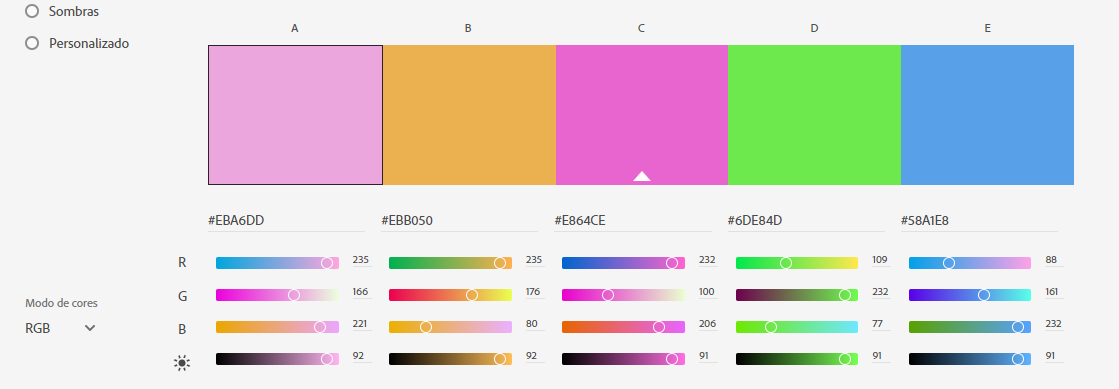 Sombras
Personalizado
A B C D E
#EBA6DD #EBB050 #E864CE #6DE84D #58A1E8
R 235 235 232 109 88
G 166 176 100 232 161
Modo de cores
RGB
B 221 80 206 77 232
92 92 91 91 91